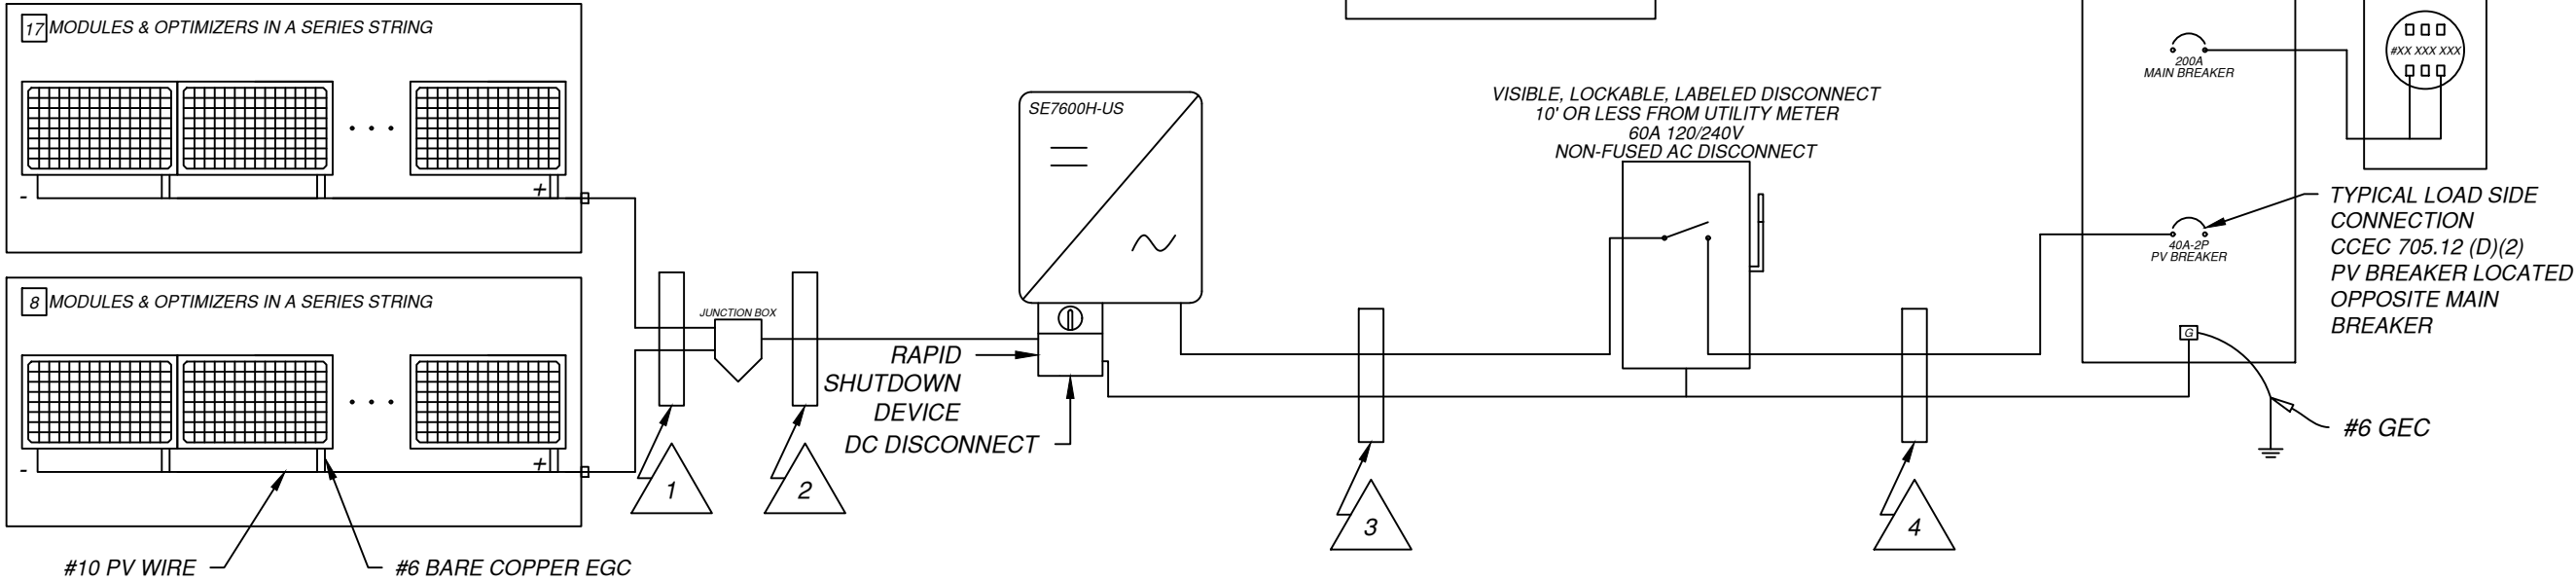 17 MODULES & OPTIMIZERS IN A SERIES STRING
- +
8 MODULES & OPTIMIZERS IN A SERIES STRING
- +
#10 PV WIRE
#6 BARE COPPER EGC
1
JUNCTION BOX
2
SE7600H-US
RAPID
SHUTDOWN
DEVICE
DC DISCONNECT
3
VISIBLE, LOCKABLE, LABELED DISCONNECT
10' OR LESS FROM UTILITY METER
60A 120/240V
NON-FUSED AC DISCONNECT
4
200A
MAIN BREAKER
40A-2P
PV BREAKER
G
#XX XXX XXX
TYPICAL LOAD SIDE
CONNECTION
CCEC 705.12 (D)(2)
PV BREAKER LOCATED
OPPOSITE MAIN
BREAKER
#6 GEC